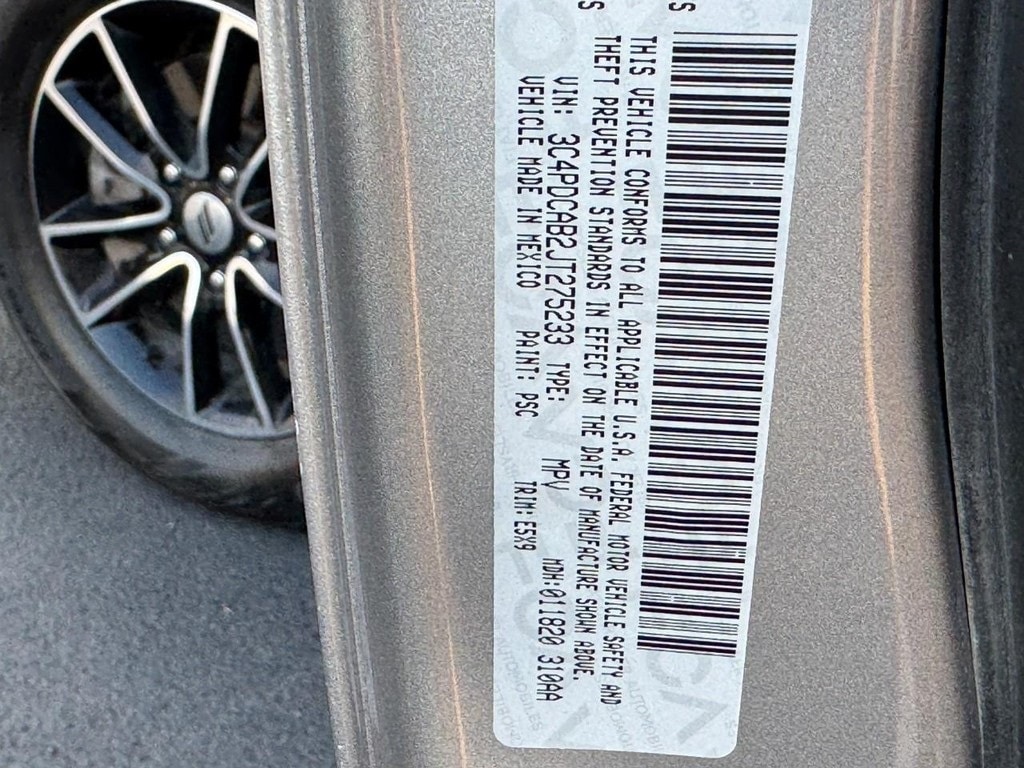 THIS VEHICLE CONFORMS TO ALL APPLICABLE U.S.A. FEDERAL MOTOR VEHICLE SAFETY AND
THEFT PREVENTION STANDARDS IN EFFECT ON THE DATE OF MANUFACTURE SHOWN ABOVE.
VIN: 3C4PDCAB2JT275233 TYPE: MPV MDH:011820 310AA
VEHICLE MADE IN MEXICO PAINT: PSC TRIM: E5X9